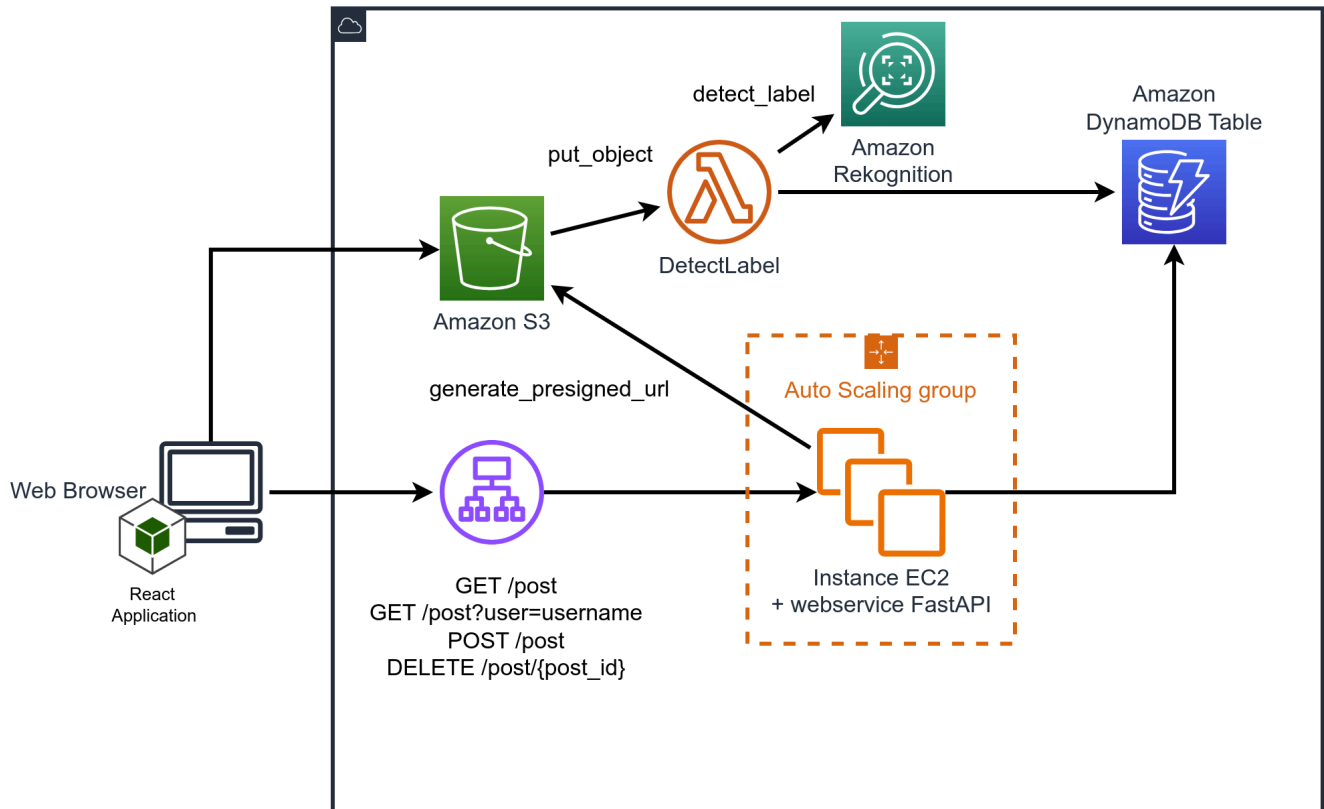 detect_label
Amazon
Rekognition
Amazon
DynamoDB Table
put_object
DetectLabel
Amazon S3
generate_presigned_url
Auto Scaling group
Web Browser
React
Application
Instance EC2
+ webservice FastAPI
GET /post
GET /post?user=username
POST /post
DELETE /post/{post_id}